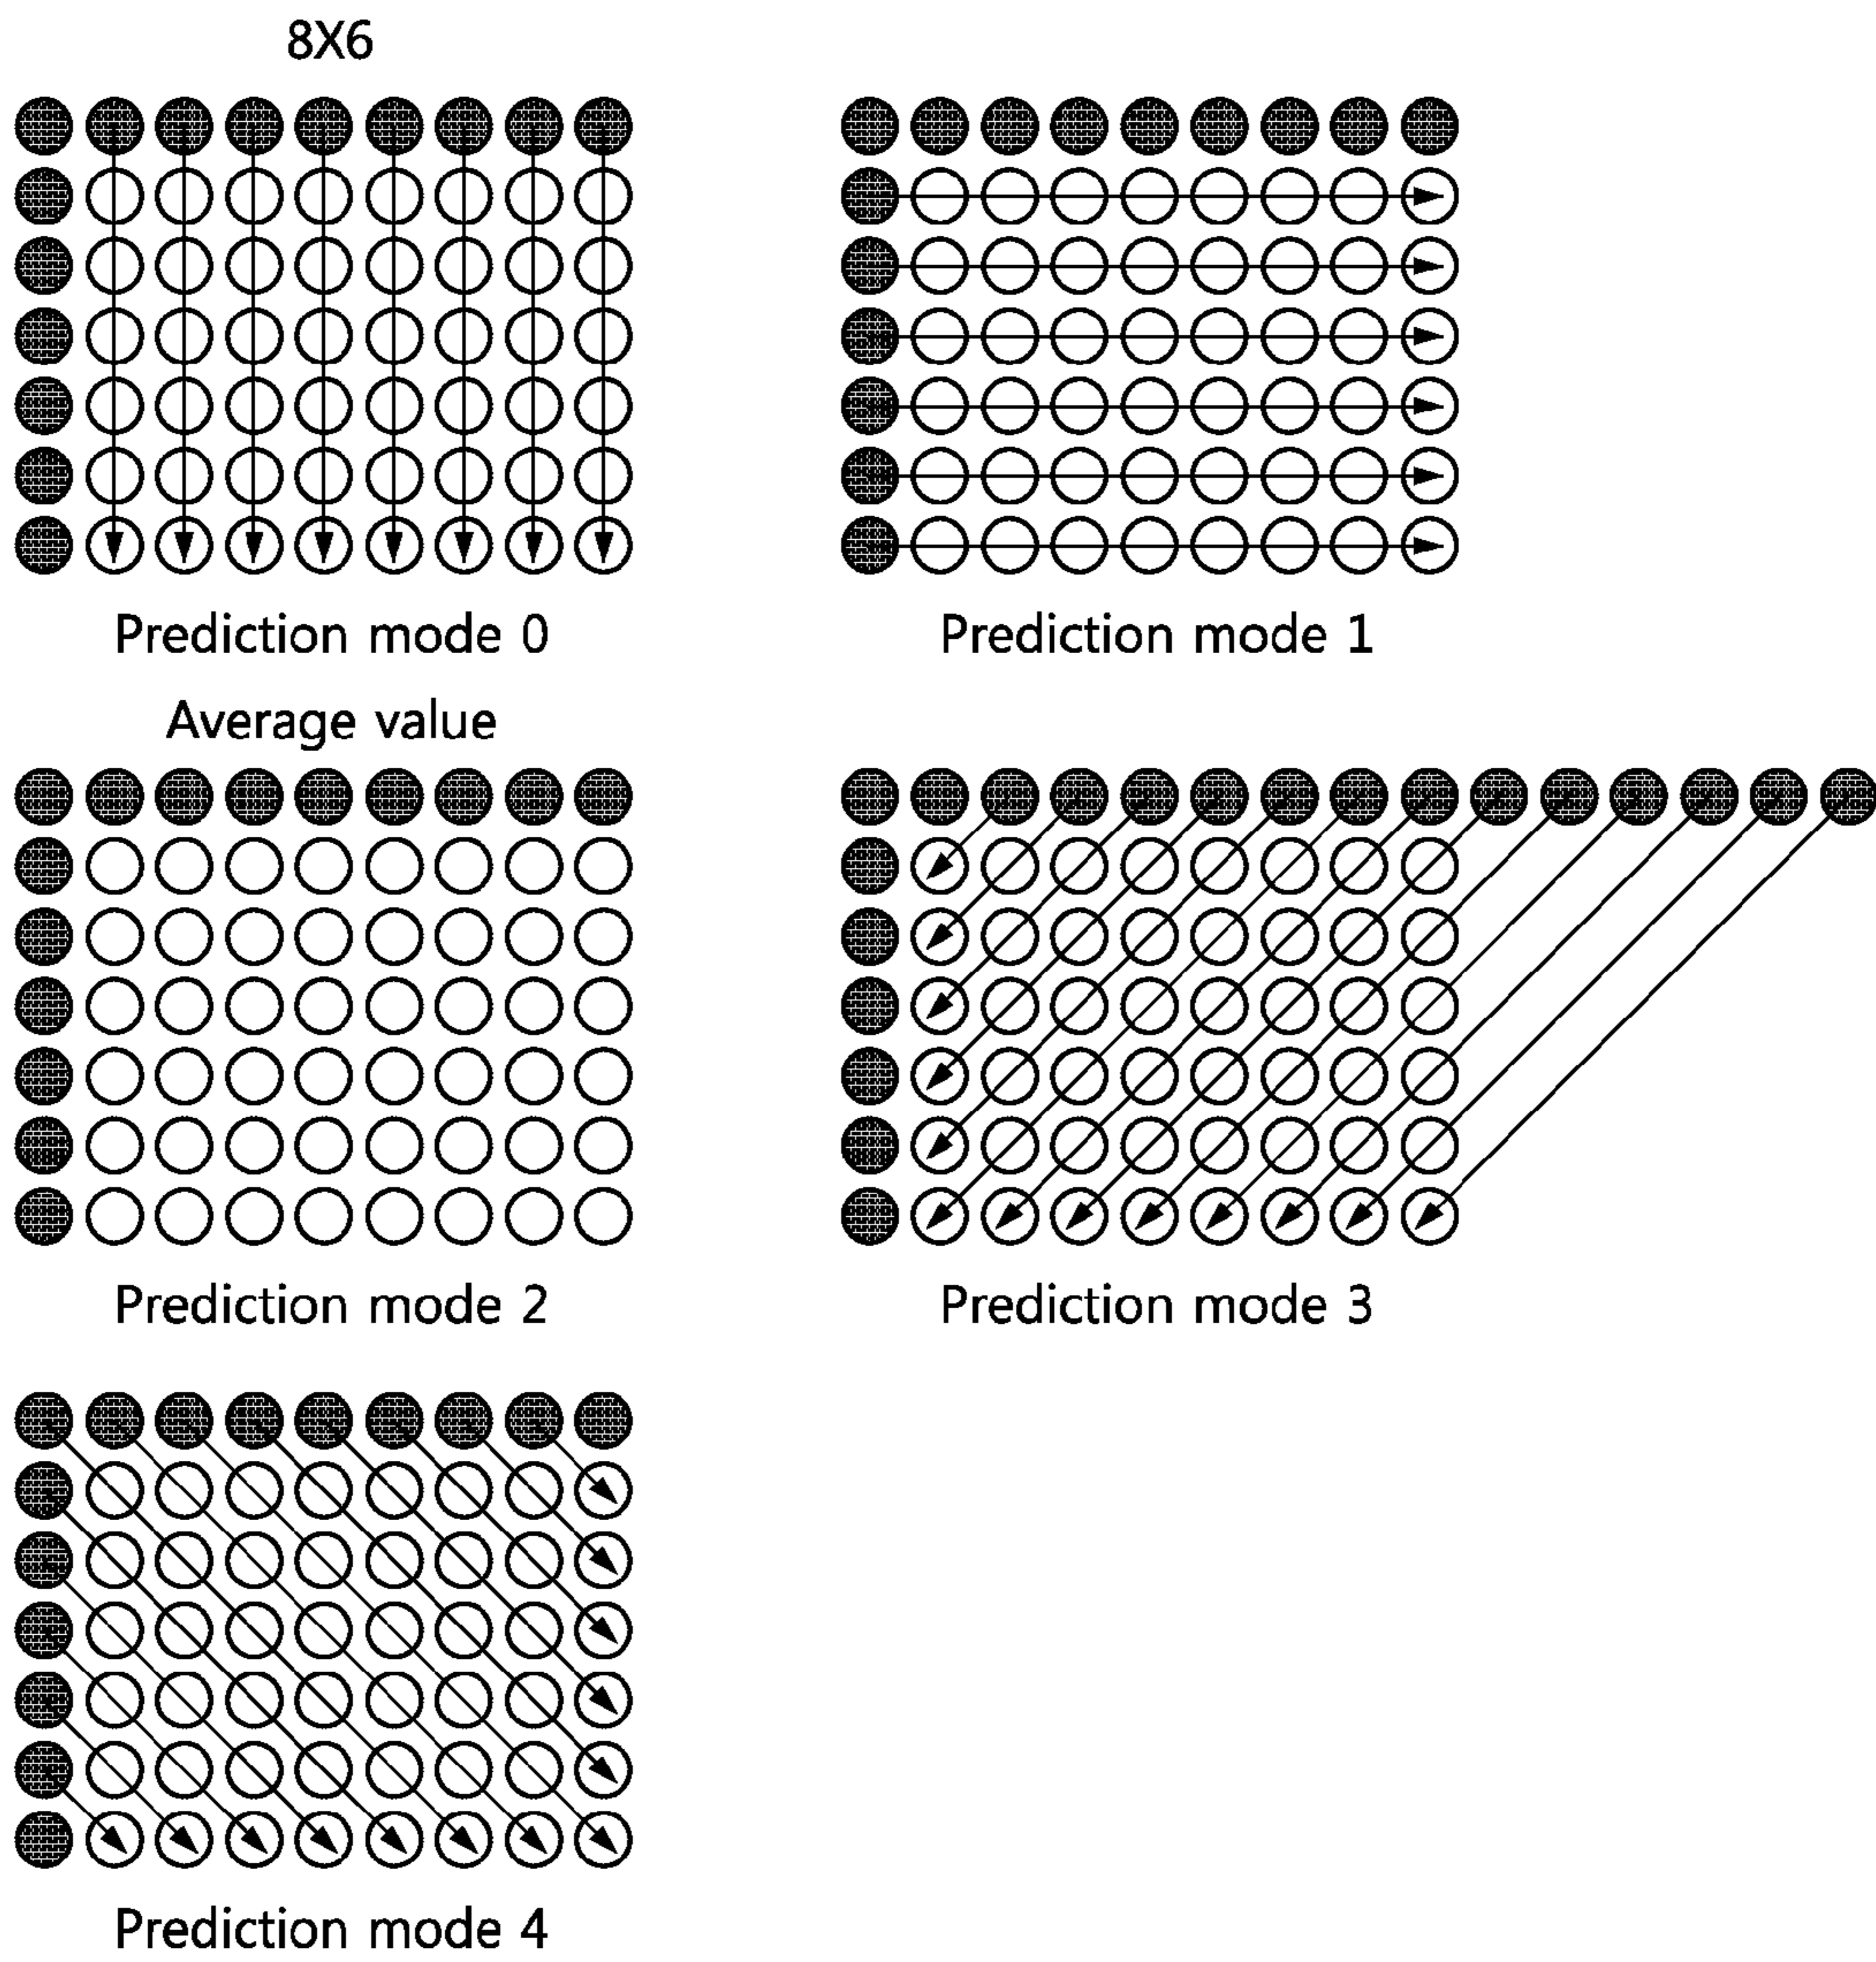 8X6
Prediction mode 0
Prediction mode 1
Average value
Prediction mode 2
Prediction mode 3
Prediction mode 4